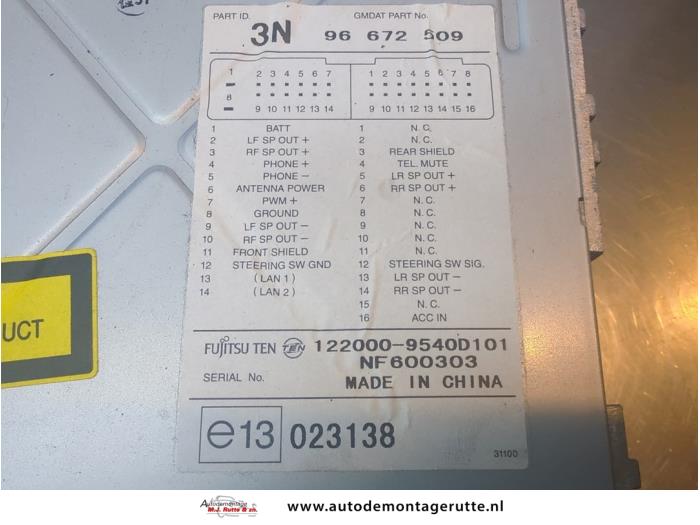 PART ID. GMDAT PART No.
3N 96 672 509
1 2 3 4 5 6 7 1 2 3 4 5 6 7 8
8 9 10 11 12 13 14 9 10 11 12 13 14 15 16
1 BATT 1 N.C.
2 LF SP OUT + 2 N.C.
3 RF SP OUT + 3 REAR SHIELD
4 PHONE + 4 TEL. MUTE
5 PHONE − 5 LR SP OUT +
6 ANTENNA POWER 6 RR SP OUT +
7 PWM + 7 N.C.
8 GROUND 8 N.C.
9 LF SP OUT − 9 N.C.
10 RF SP OUT − 10 N.C.
11 FRONT SHIELD 11 N.C.
12 STEERING SW GND 12 STEERING SW SIG.
13 (LAN 1) 13 LR SP OUT −
14 (LAN 2) 14 RR SP OUT −
15 N.C.
16 ACC IN
FUJITSU TEN TEN 122000-9540D101
NF600303
SERIAL No. MADE IN CHINA
e13 023138
31100
UCT
Autodemontage
M.J. Rutte & zn.
www.autodemontagerutte.nl